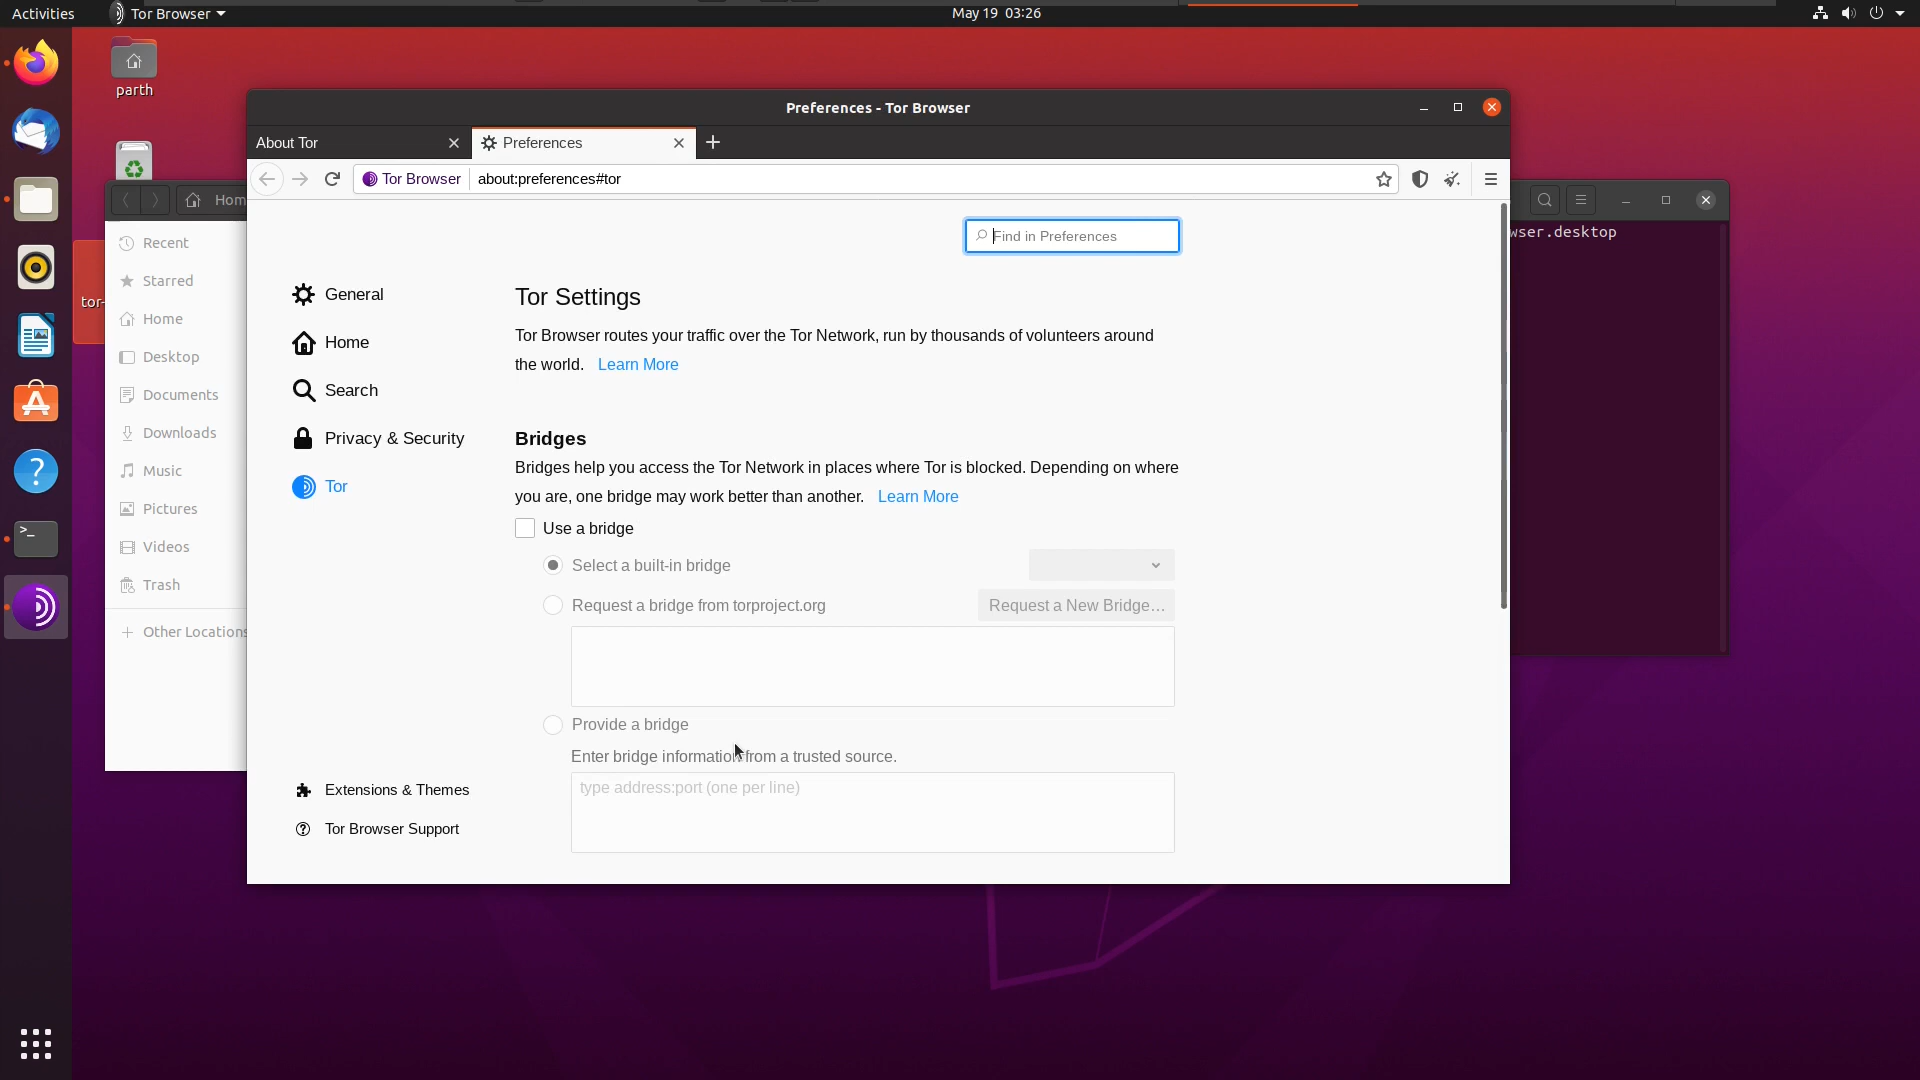 Activities
Tor Browser
May 19 03:26
parth
Preferences - Tor Browser
About Tor
Preferences
Tor Browser
about:preferences#tor
Hom
wser.desktop
Recent
Starred
tor-
Home
Desktop
Documents
Downloads
Music
Pictures
Videos
Trash
Other Locations
Find in Preferences
General
Home
Search
Privacy & Security
Tor
Extensions & Themes
Tor Browser Support
Tor Settings
Tor Browser routes your traffic over the Tor Network, run by thousands of volunteers around
the world. Learn More
Bridges
Bridges help you access the Tor Network in places where Tor is blocked. Depending on where
you are, one bridge may work better than another. Learn More
Use a bridge
Select a built-in bridge
Request a bridge from torproject.org
Request a New Bridge…
Provide a bridge
Enter bridge information from a trusted source.
type address:port (one per line)